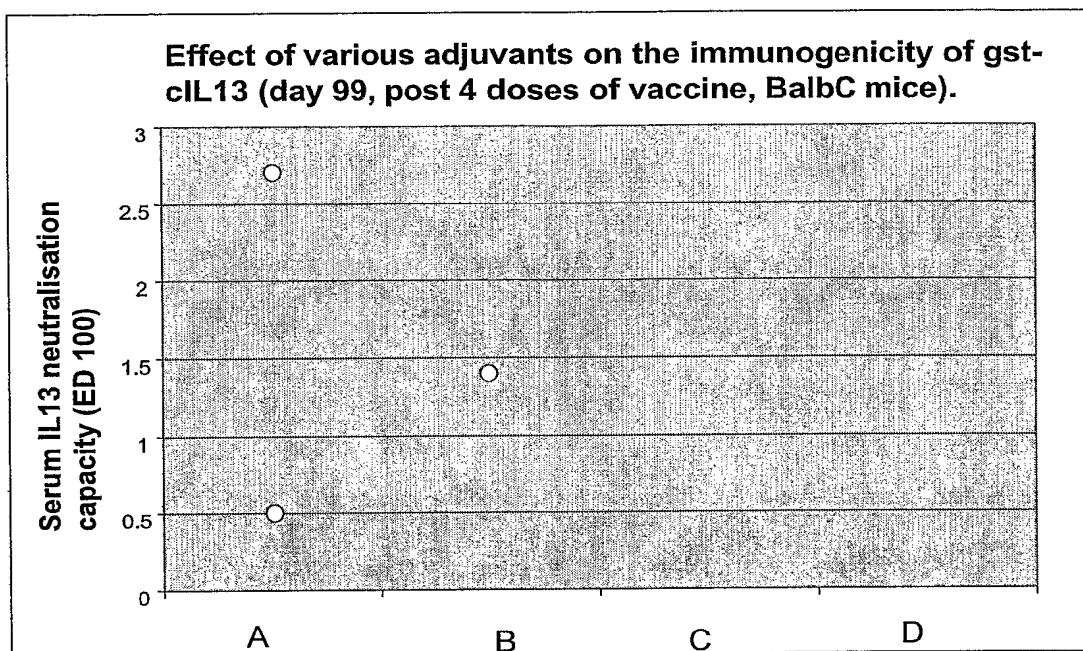 Effect of various adjuvants on the immunogenicity of gst-
cIL13 (day 99, post 4 doses of vaccine, BalbC mice).
Serum IL13 neutralisation
capacity (ED 100)
3
2.5
2
1.5
1
0.5
0
A B C D